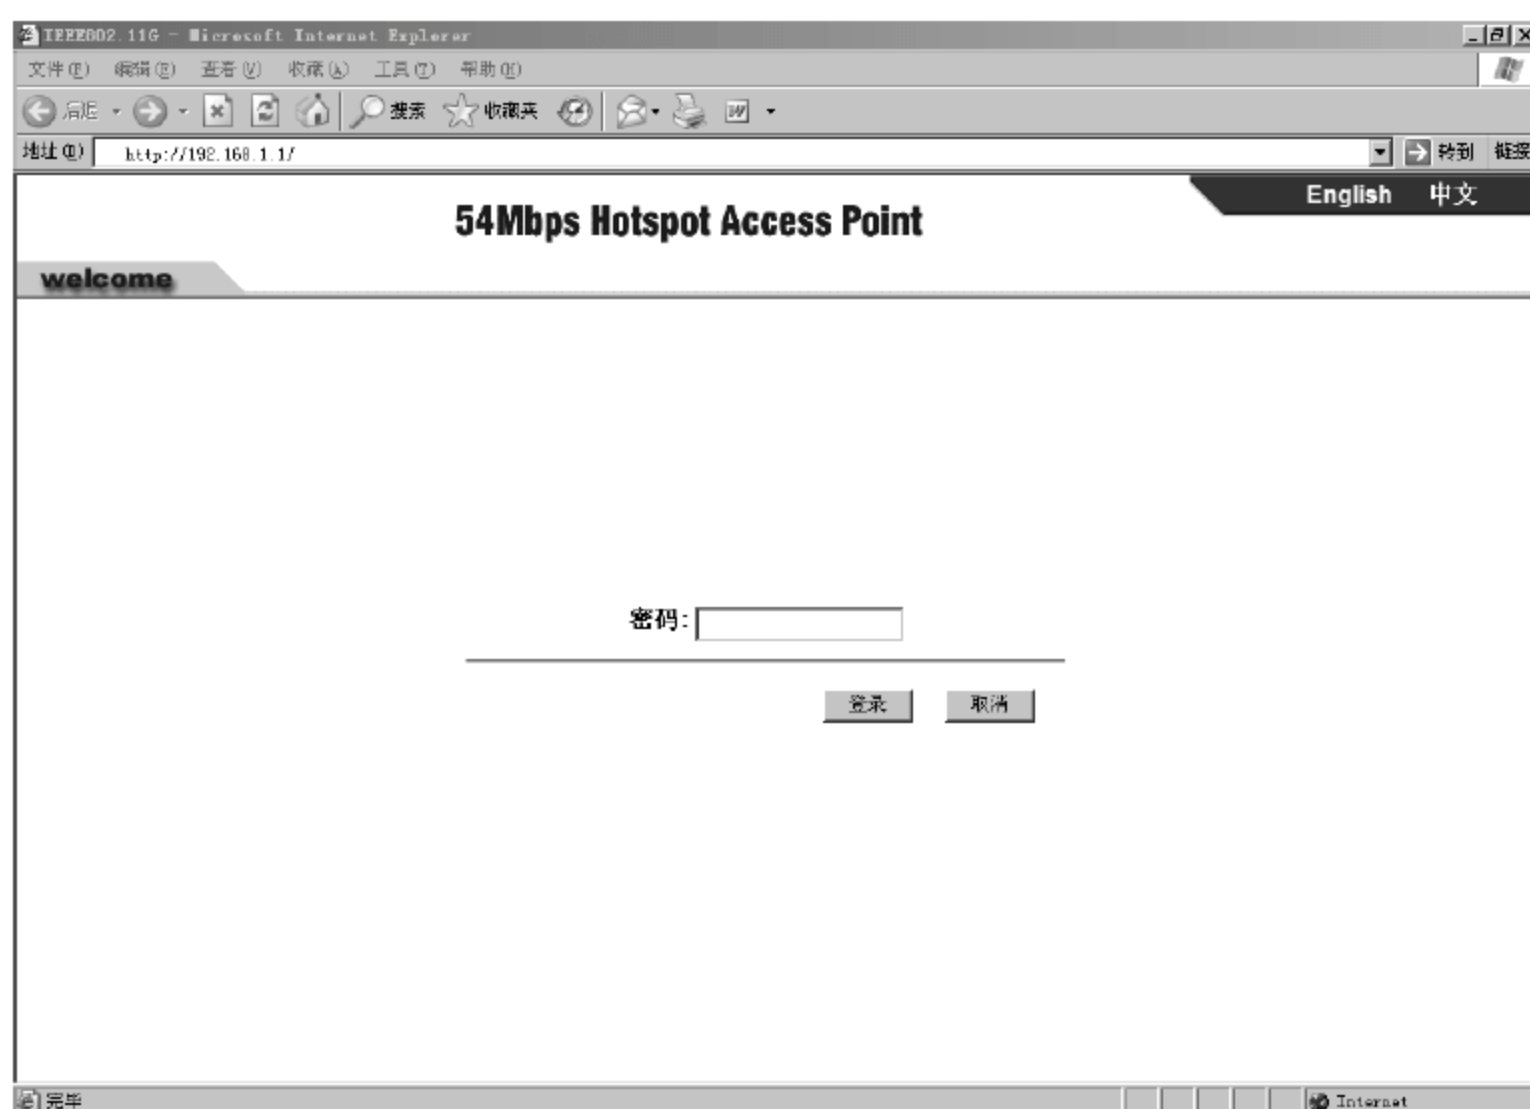 IEEE802.11G - Microsoft Internet Explorer
文件(F) 编辑(E) 查看(V) 收藏(A) 工具(T) 帮助(H)
后退 搜索 收藏夹
地址(D) http://192.168.1.1/ 转到 链接
English 中文
54Mbps Hotspot Access Point
welcome
密码:
登录 取消
完毕 Internet